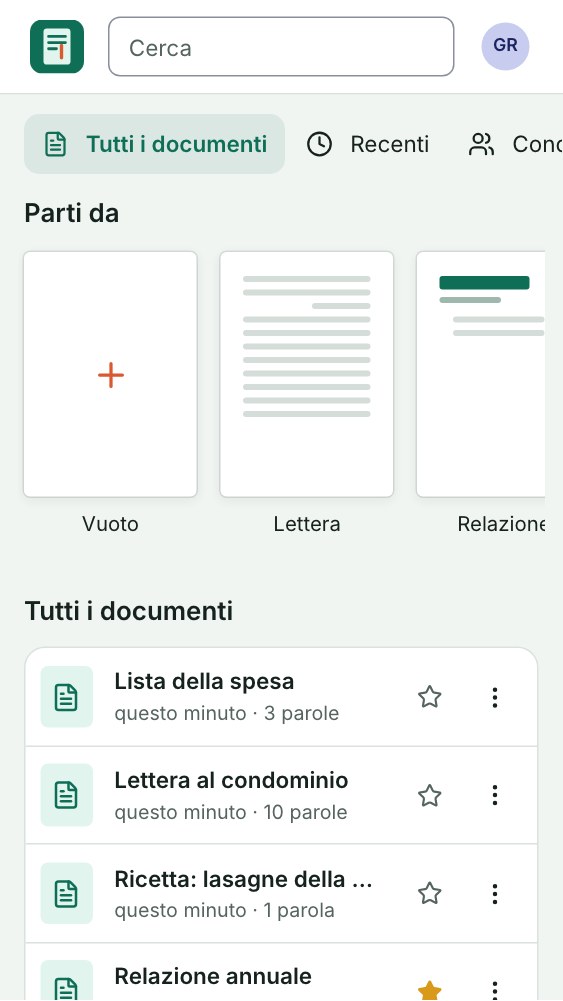 Cerca
GR
Tutti i documenti
Recenti
Parti da
Vuoto
Lettera
Relazione
Tutti i documenti
Lista della spesa
questo minuto · 3 parole
Lettera al condominio
questo minuto · 10 parole
Ricetta: lasagne della ...
questo minuto · 1 parola
Relazione annuale